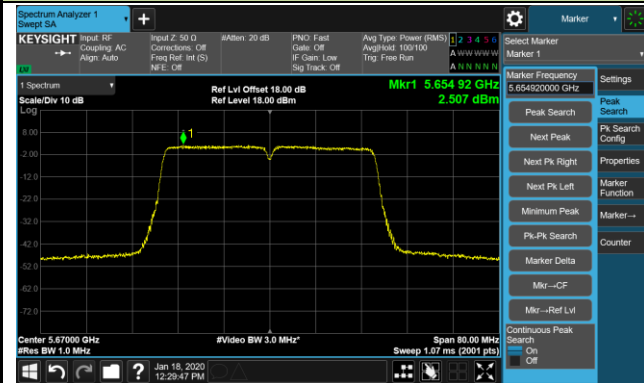 Spectrum Analyzer 1
Swept SA
+
Marker
KEYSIGHT
Input: RF
Coupling: AC
Align: Auto
Input Z: 50 Ω
Corrections: Off
Freq Ref: Int (S)
NFE: Off
#Atten: 20 dB
PNO: Fast
Gate: Off
IF Gain: Low
Sig Track: Off
Avg Type: Power (RMS)
Avg|Hold: 100/100
Trig: Free Run
1 2 3 4 5 6
A W W W W W
A N N N N N
Select Marker
Marker 1
1 Spectrum
Scale/Div 10 dB
Log
Ref Lvl Offset 18.00 dB
Ref Level 18.00 dBm
Mkr1 5.654 92 GHz
2.507 dBm
8.00
-2.00
-12.0
-22.0
-32.0
-42.0
-52.0
-62.0
-72.0
1
Center 5.67000 GHz
#Res BW 1.0 MHz
#Video BW 3.0 MHz*
Span 80.00 MHz
Sweep 1.07 ms (2001 pts)
Marker Frequency
5.654920000 GHz
Peak Search
Next Peak
Next Pk Right
Next Pk Left
Minimum Peak
Pk-Pk Search
Marker Delta
Mkr→CF
Mkr→Ref Lvl
Continuous Peak
Search
On
Off
Settings
Peak
Search
Pk Search
Config
Properties
Marker
Function
Marker→
Counter
?
Jan 18, 2020
12:29:47 PM